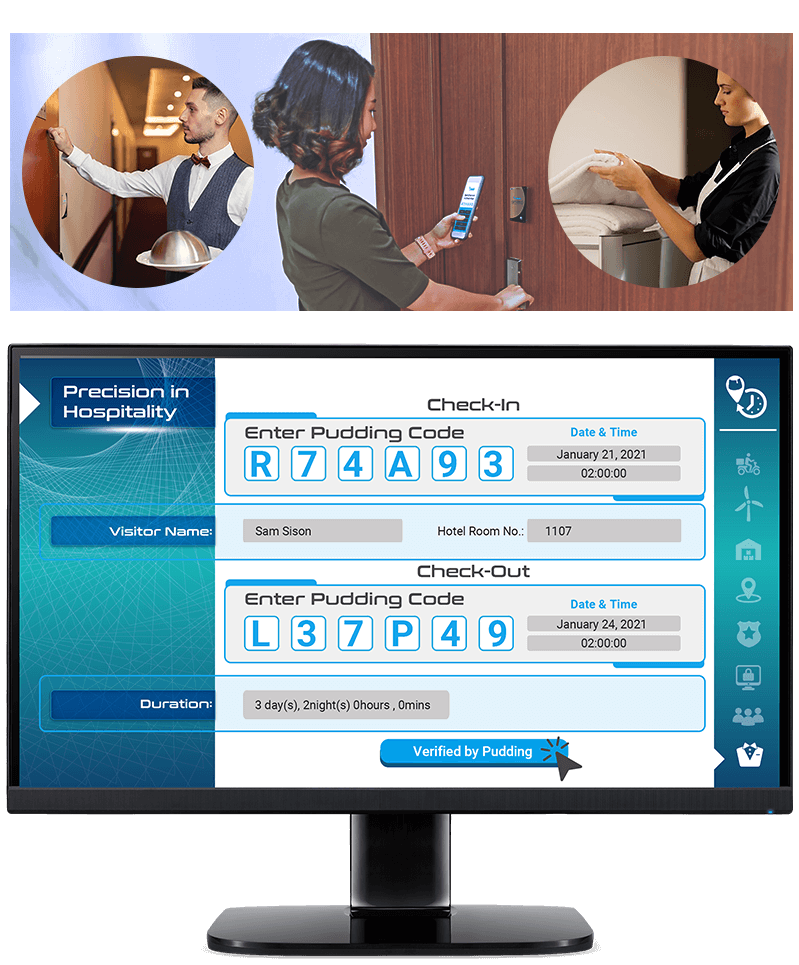 Precision in
Hospitality
Check-In
Enter Pudding Code
Date & Time
R 7 4 A 9 3
January 21, 2021
02:00:00
Visitor Name:
Sam Sison
Hotel Room No.:
1107
Check-Out
Enter Pudding Code
Date & Time
L 3 7 P 4 9
January 24, 2021
02:00:00
Duration:
3 day(s), 2night(s) 0hours , 0mins
Verified by Pudding